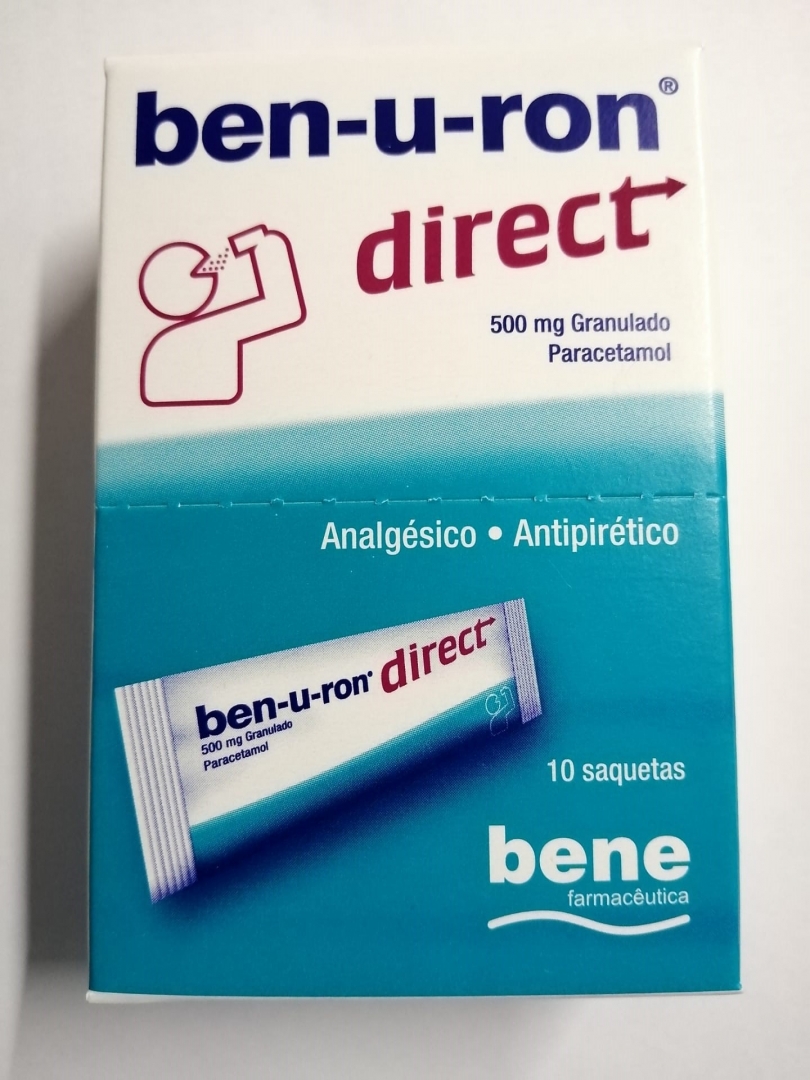 ben-u-ron®
direct
500 mg Granulado
Paracetamol
Analgésico • Antipirético
ben-u-ron® direct
500 mg Granulado
Paracetamol
10 saquetas
bene
farmacêutica